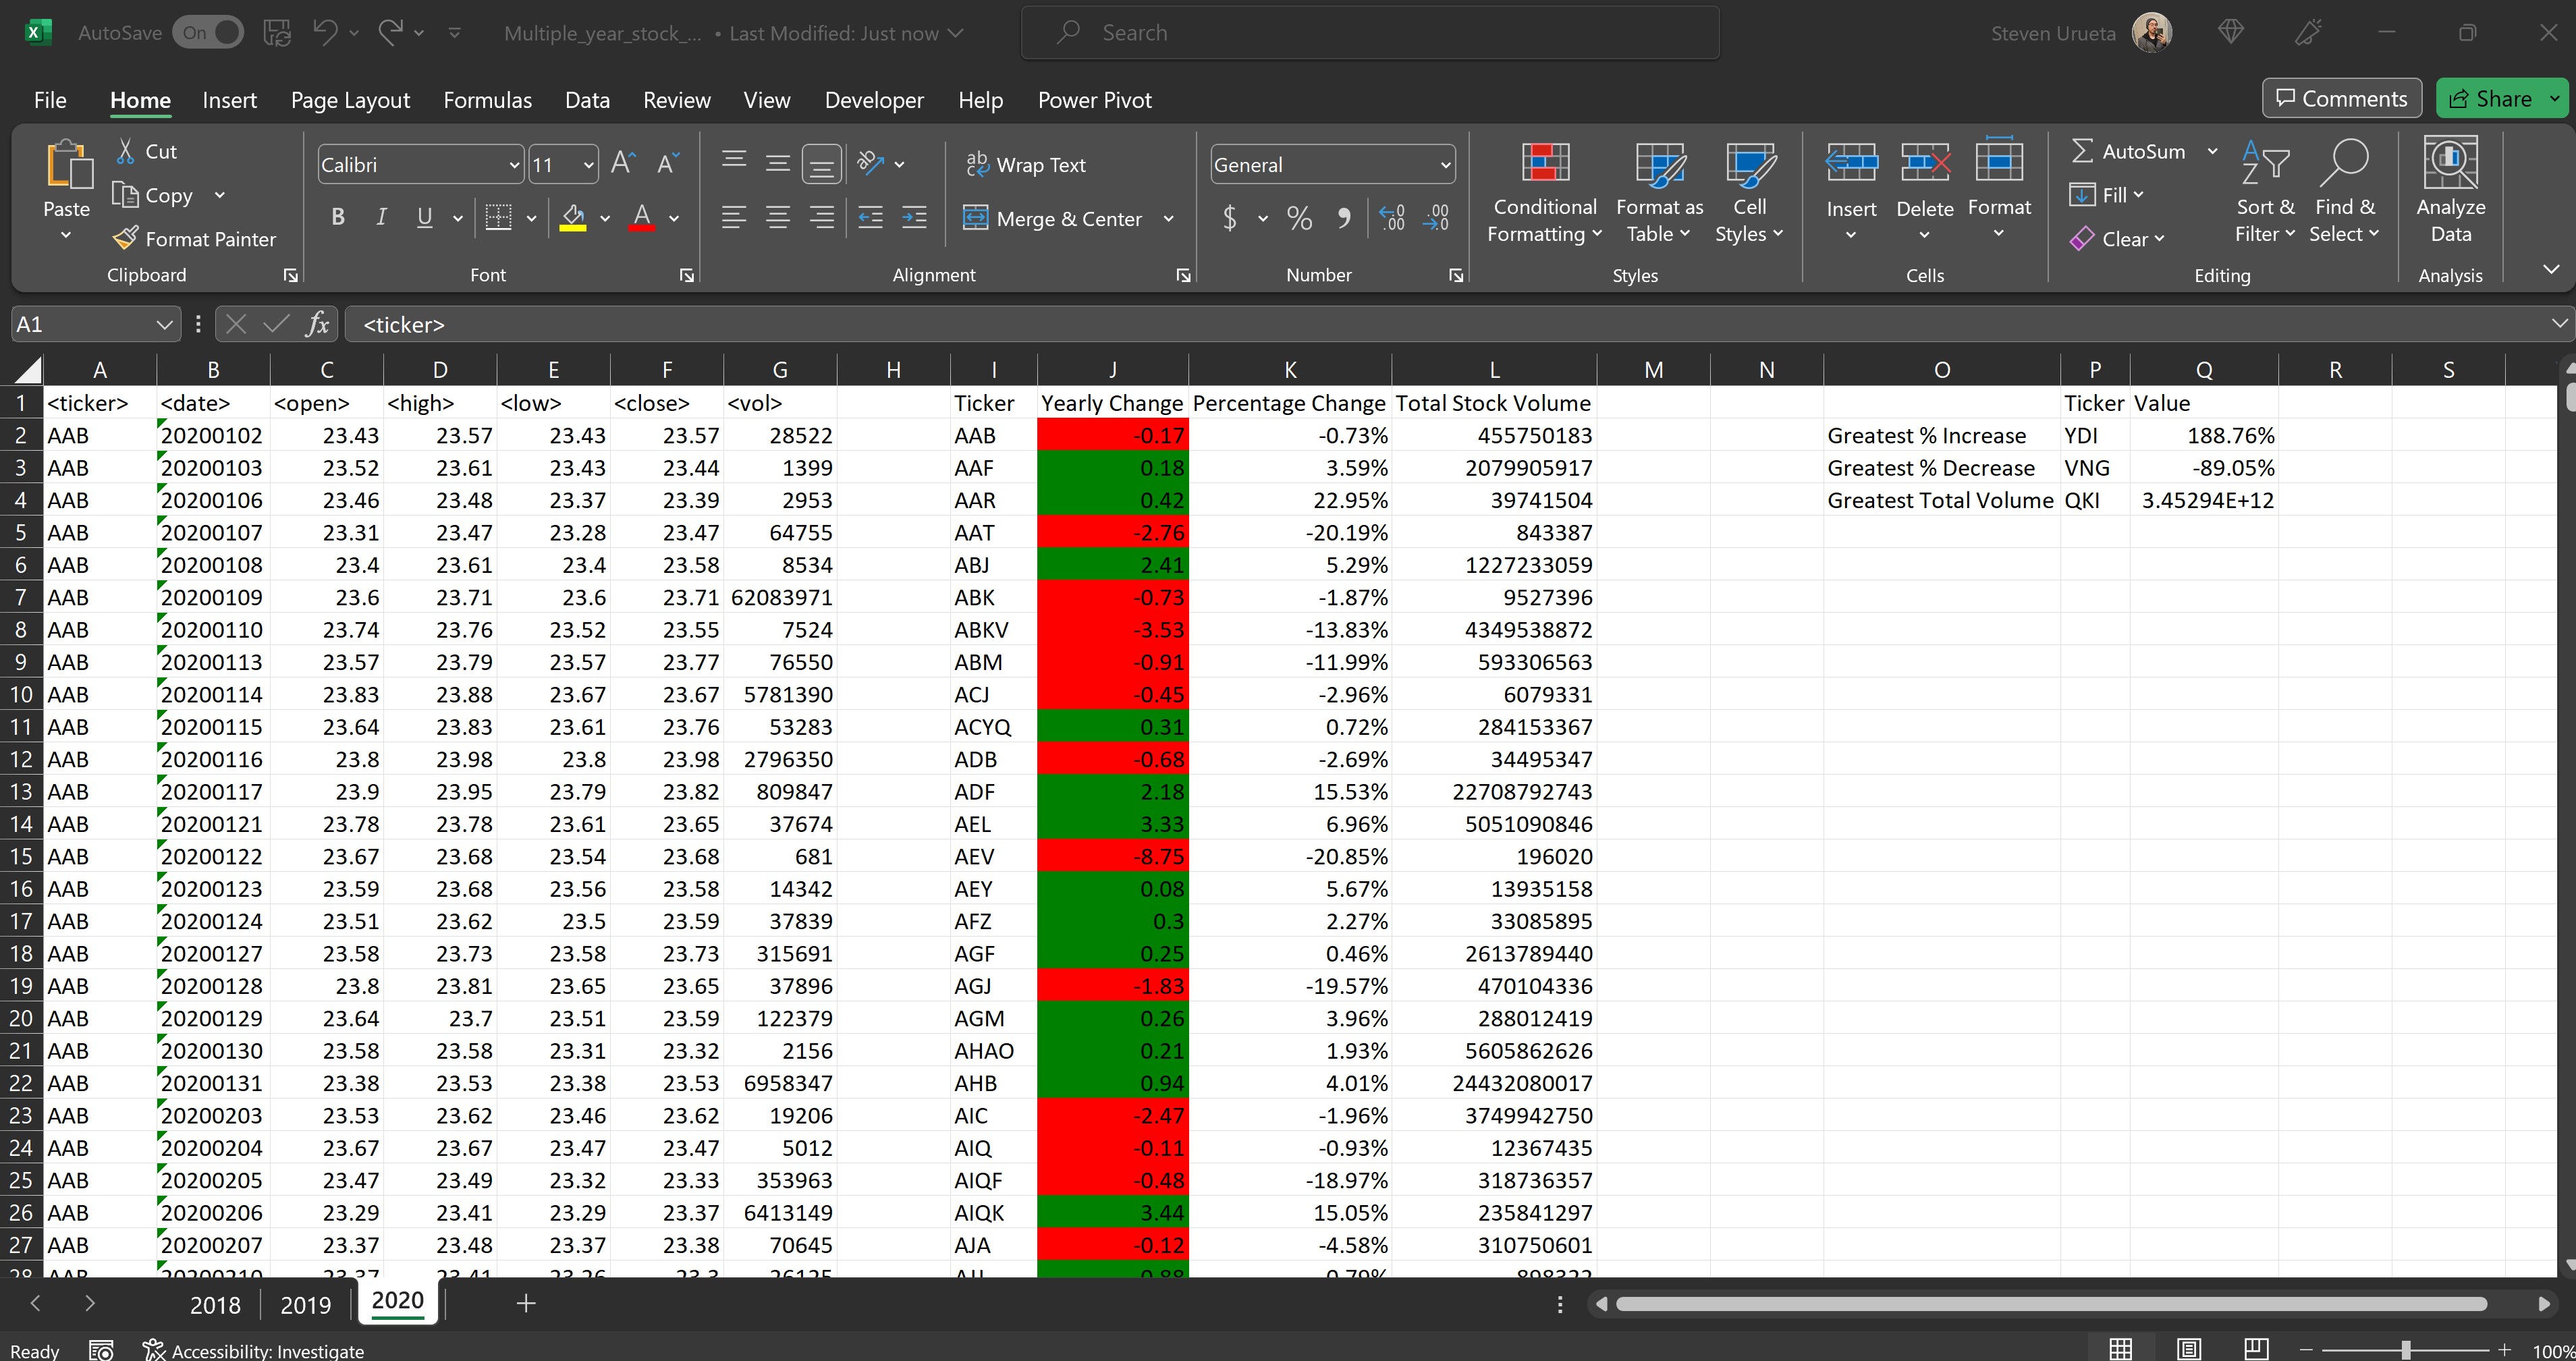 AutoSave On Multiple_year_stock_... • Last Modified: Just now Search Steven Urueta
File Home Insert Page Layout Formulas Data Review View Developer Help Power Pivot Comments Share
Paste Cut Copy Format Painter Clipboard
Calibri 11 B I U A Font
Wrap Text Merge & Center Alignment
General $ % Number
Conditional Formatting Format as Table Cell Styles Styles
Insert Delete Format Cells
AutoSum Fill Clear Sort & Filter Find & Select Editing
Analyze Data Analysis
A1 fx <ticker>
A B C D E F G H I J K L M N O P Q R S
1 <ticker> <date> <open> <high> <low> <close> <vol> Ticker Yearly Change Percentage Change Total Stock Volume Ticker Value
2 AAB 20200102 23.43 23.57 23.43 23.57 28522 AAB -0.17 -0.73% 455750183 Greatest % Increase YDI 188.76%
3 AAB 20200103 23.52 23.61 23.43 23.44 1399 AAF 0.18 3.59% 2079905917 Greatest % Decrease VNG -89.05%
4 AAB 20200106 23.46 23.48 23.37 23.39 2953 AAR 0.42 22.95% 39741504 Greatest Total Volume QKI 3.45294E+12
5 AAB 20200107 23.31 23.47 23.28 23.47 64755 AAT -2.76 -20.19% 843387
6 AAB 20200108 23.4 23.61 23.4 23.58 8534 ABJ 2.41 5.29% 1227233059
7 AAB 20200109 23.6 23.71 23.6 23.71 62083971 ABK -0.73 -1.87% 9527396
8 AAB 20200110 23.74 23.76 23.52 23.55 7524 ABKV -3.53 -13.83% 4349538872
9 AAB 20200113 23.57 23.79 23.57 23.77 76550 ABM -0.91 -11.99% 593306563
10 AAB 20200114 23.83 23.88 23.67 23.67 5781390 ACJ -0.45 -2.96% 6079331
11 AAB 20200115 23.64 23.83 23.61 23.76 53283 ACYQ 0.31 0.72% 284153367
12 AAB 20200116 23.8 23.98 23.8 23.98 2796350 ADB -0.68 -2.69% 34495347
13 AAB 20200117 23.9 23.95 23.79 23.82 809847 ADF 2.18 15.53% 22708792743
14 AAB 20200121 23.78 23.78 23.61 23.65 37674 AEL 3.33 6.96% 5051090846
15 AAB 20200122 23.67 23.68 23.54 23.68 681 AEV -8.75 -20.85% 196020
16 AAB 20200123 23.59 23.68 23.56 23.58 14342 AEY 0.08 5.67% 13935158
17 AAB 20200124 23.51 23.62 23.5 23.59 37839 AFZ 0.3 2.27% 33085895
18 AAB 20200127 23.58 23.73 23.58 23.73 315691 AGF 0.25 0.46% 2613789440
19 AAB 20200128 23.8 23.81 23.65 23.65 37896 AGJ -1.83 -19.57% 470104336
20 AAB 20200129 23.64 23.7 23.51 23.59 122379 AGM 0.26 3.96% 288012419
21 AAB 20200130 23.58 23.58 23.31 23.32 2156 AHAO 0.21 1.93% 5605862626
22 AAB 20200131 23.38 23.53 23.38 23.53 6958347 AHB 0.94 4.01% 24432080017
23 AAB 20200203 23.53 23.62 23.46 23.62 19206 AIC -2.47 -1.96% 3749942750
24 AAB 20200204 23.67 23.67 23.47 23.47 5012 AIQ -0.11 -0.93% 12367435
25 AAB 20200205 23.47 23.49 23.32 23.33 353963 AIQF -0.48 -18.97% 318736357
26 AAB 20200206 23.29 23.41 23.29 23.37 6413149 AIQK 3.44 15.05% 235841297
27 AAB 20200207 23.37 23.48 23.37 23.38 70645 AJA -0.12 -4.58% 310750601
2018 2019 2020
Ready Accessibility: Investigate 100%